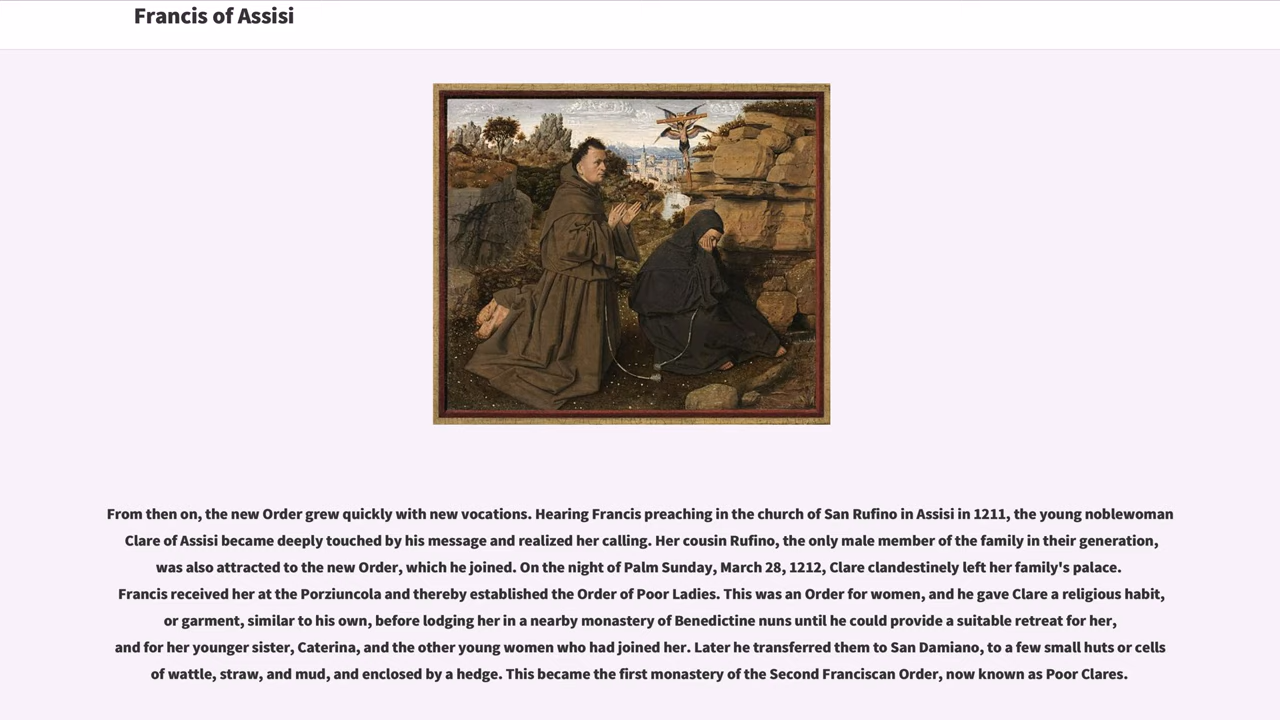 Francis of Assisi
From then on, the new Order grew quickly with new vocations. Hearing Francis preaching in the church of San Rufino in Assisi in 1211, the young noblewoman
Clare of Assisi became deeply touched by his message and realized her calling. Her cousin Rufino, the only male member of the family in their generation,
was also attracted to the new Order, which he joined. On the night of Palm Sunday, March 28, 1212, Clare clandestinely left her family's palace.
Francis received her at the Porziuncola and thereby established the Order of Poor Ladies. This was an Order for women, and he gave Clare a religious habit,
or garment, similar to his own, before lodging her in a nearby monastery of Benedictine nuns until he could provide a suitable retreat for her,
and for her younger sister, Caterina, and the other young women who had joined her. Later he transferred them to San Damiano, to a few small huts or cells
of wattle, straw, and mud, and enclosed by a hedge. This became the first monastery of the Second Franciscan Order, now known as Poor Clares.